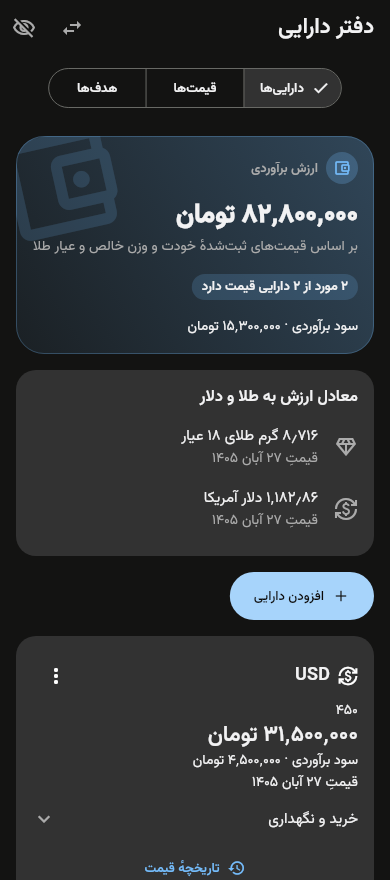 دفتر دارایی
دارایی‌ها
قیمت‌ها
هدف‌ها
ارزش برآوردی
۸۲,۸۰۰,۰۰۰ تومان
بر اساس قیمت‌های ثبت‌شدهٔ خودت و وزن خالص و عیار طلا
۲ مورد از ۲ دارایی قیمت دارد
سود برآوردی · ۱۵,۳۰۰,۰۰۰ تومان
معادل ارزش به طلا و دلار
۸٫۷۱۶ گرم طلای ۱۸ عیار
قیمتِ ۲۷ آبان ۱۴۰۵
۱,۱۸۲٫۸۶ دلار آمریکا
قیمتِ ۲۷ آبان ۱۴۰۵
افزودن دارایی
USD
۴۵۰
۳۱,۵۰۰,۰۰۰ تومان
سود برآوردی · ۴,۵۰۰,۰۰۰ تومان
قیمتِ ۲۷ آبان ۱۴۰۵
خرید و نگهداری
تاریخچهٔ قیمت